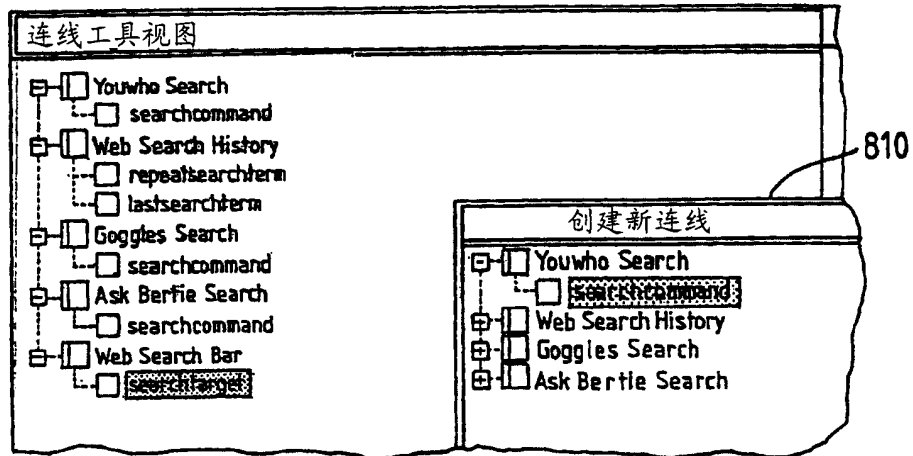 连线工具视图
Youwho Search
searchcommand
Web Search History
repeatsearchterm
lastsearchterm
Goggles Search
searchcommand
Ask Bertie Search
searchcommand
Web Search Bar
searchtarget
810
创建新连线
Youwho Search
searchcommand
Web Search History
Goggles Search
Ask Bertie Search